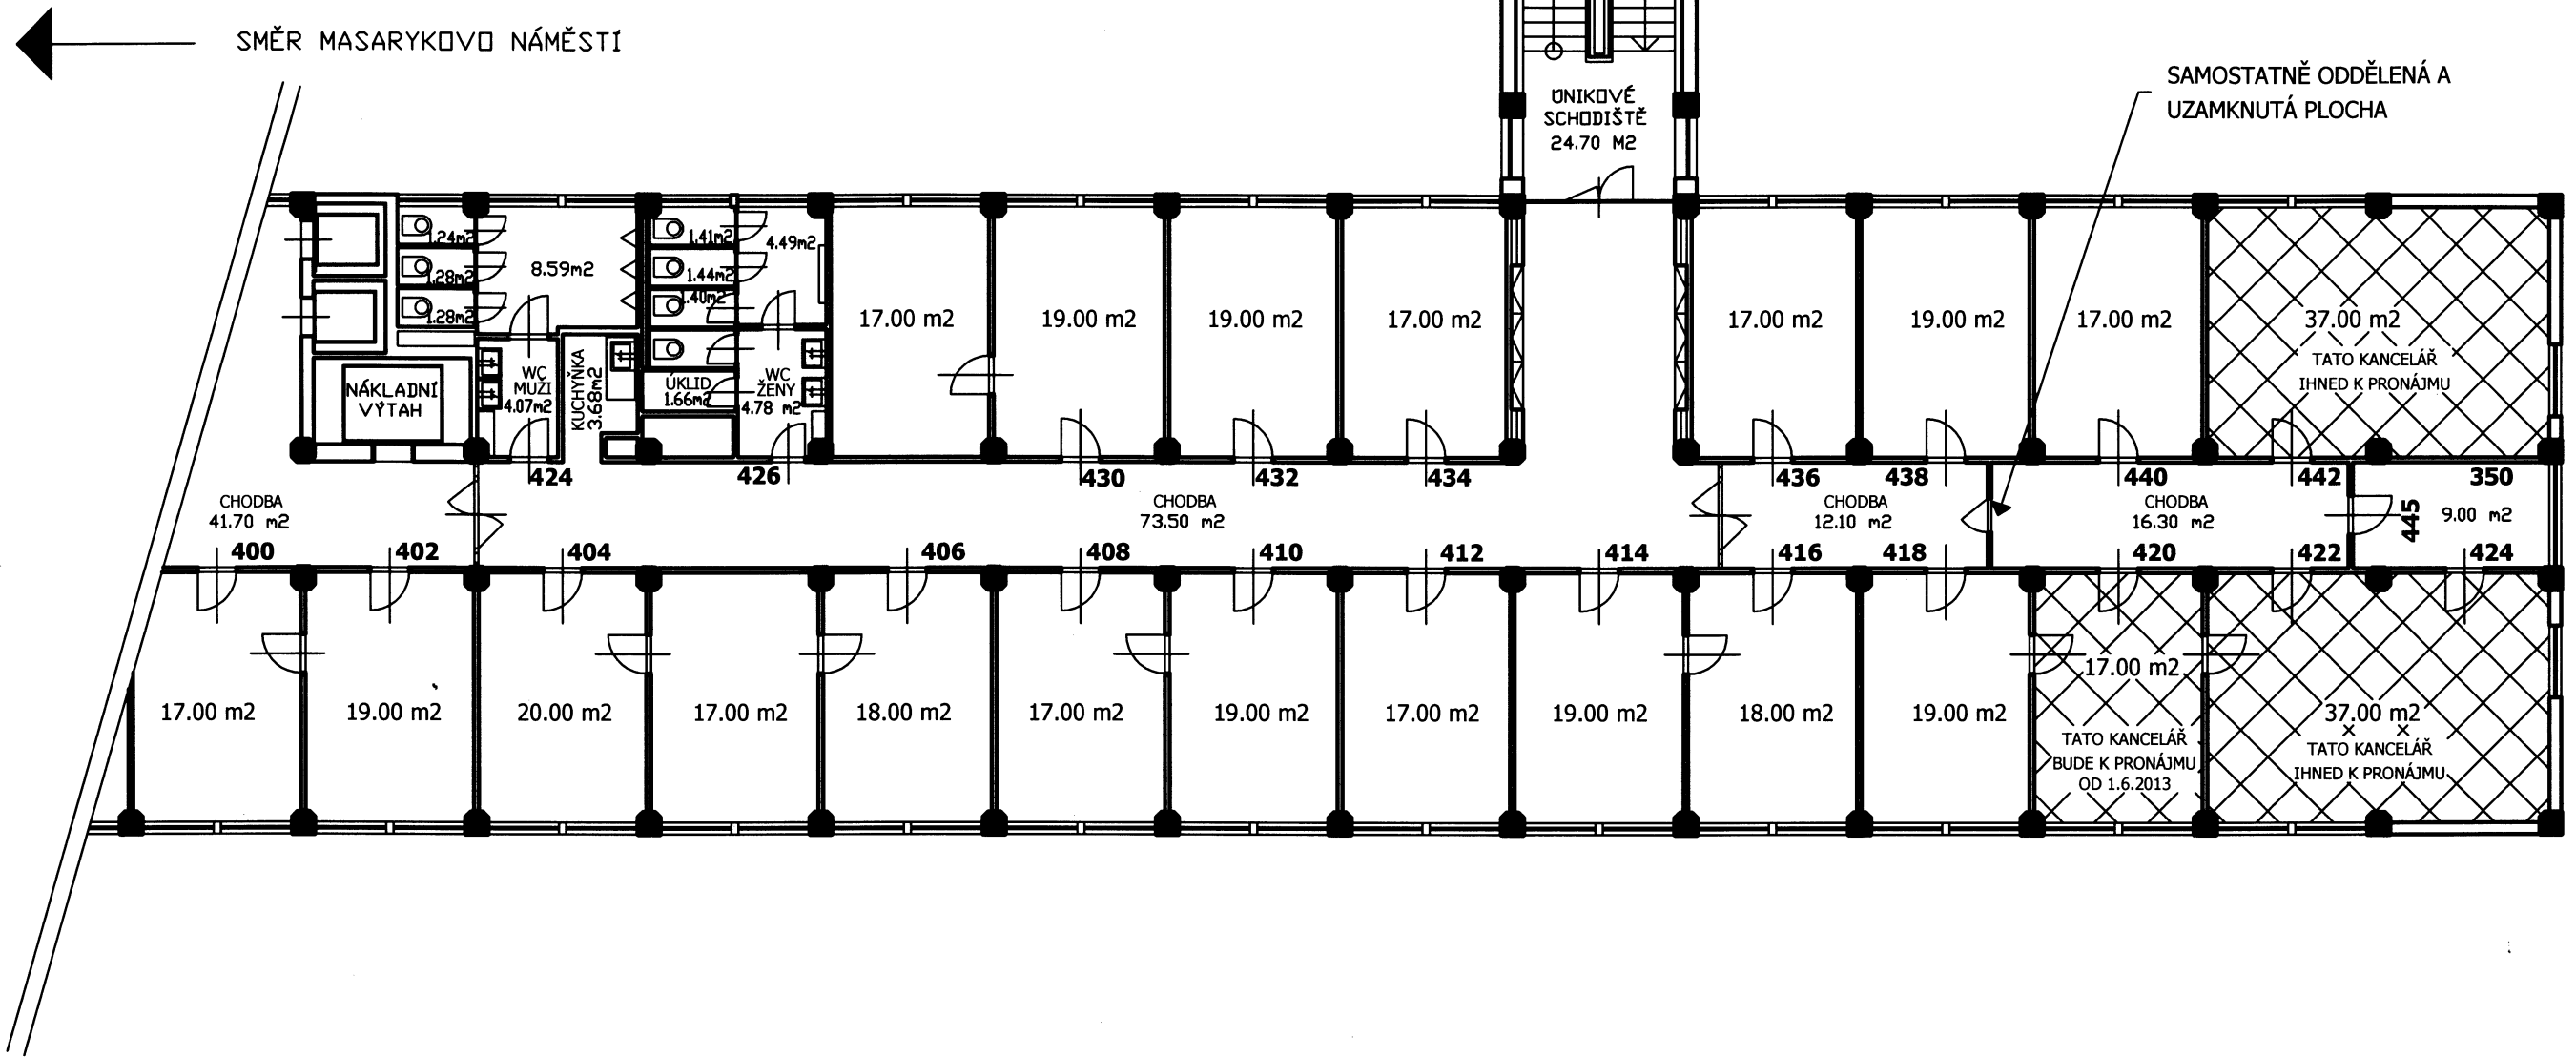 SMĚR MASARYKOVO NÁMĚSTÍ
SAMOSTATNĚ ODDĚLENÁ A
UZAMKNUTÁ PLOCHA
ÚNIKOVÉ
SCHODIŠTĚ
24.70 M2
1.24m2
1.28m2
1.28m2
8.59m2
1.41m2
1.44m2
1.40m2
4.49m2
17.00 m2
19.00 m2
19.00 m2
17.00 m2
17.00 m2
19.00 m2
17.00 m2
37.00 m2
TATO KANCELÁŘ
IHNED K PRONÁJMU
NÁKLADNÍ
VÝTAH
WC
MUŽI
4.07m2
KUCHYŇKA
3.68m2
ÚKLID
1.66m2
WC
ŽENY
4.78 m2
424
426
430
432
434
436
438
440
442
350
CHODBA
41.70 m2
CHODBA
73.50 m2
CHODBA
12.10 m2
CHODBA
16.30 m2
445
9.00 m2
400
402
404
406
408
410
412
414
416
418
420
422
424
17.00 m2
19.00 m2
20.00 m2
17.00 m2
18.00 m2
17.00 m2
19.00 m2
17.00 m2
19.00 m2
18.00 m2
19.00 m2
17.00 m2
TATO KANCELÁŘ
BUDE K PRONÁJMU
OD 1.6.2013
37.00 m2
TATO KANCELÁŘ
IHNED K PRONÁJMU